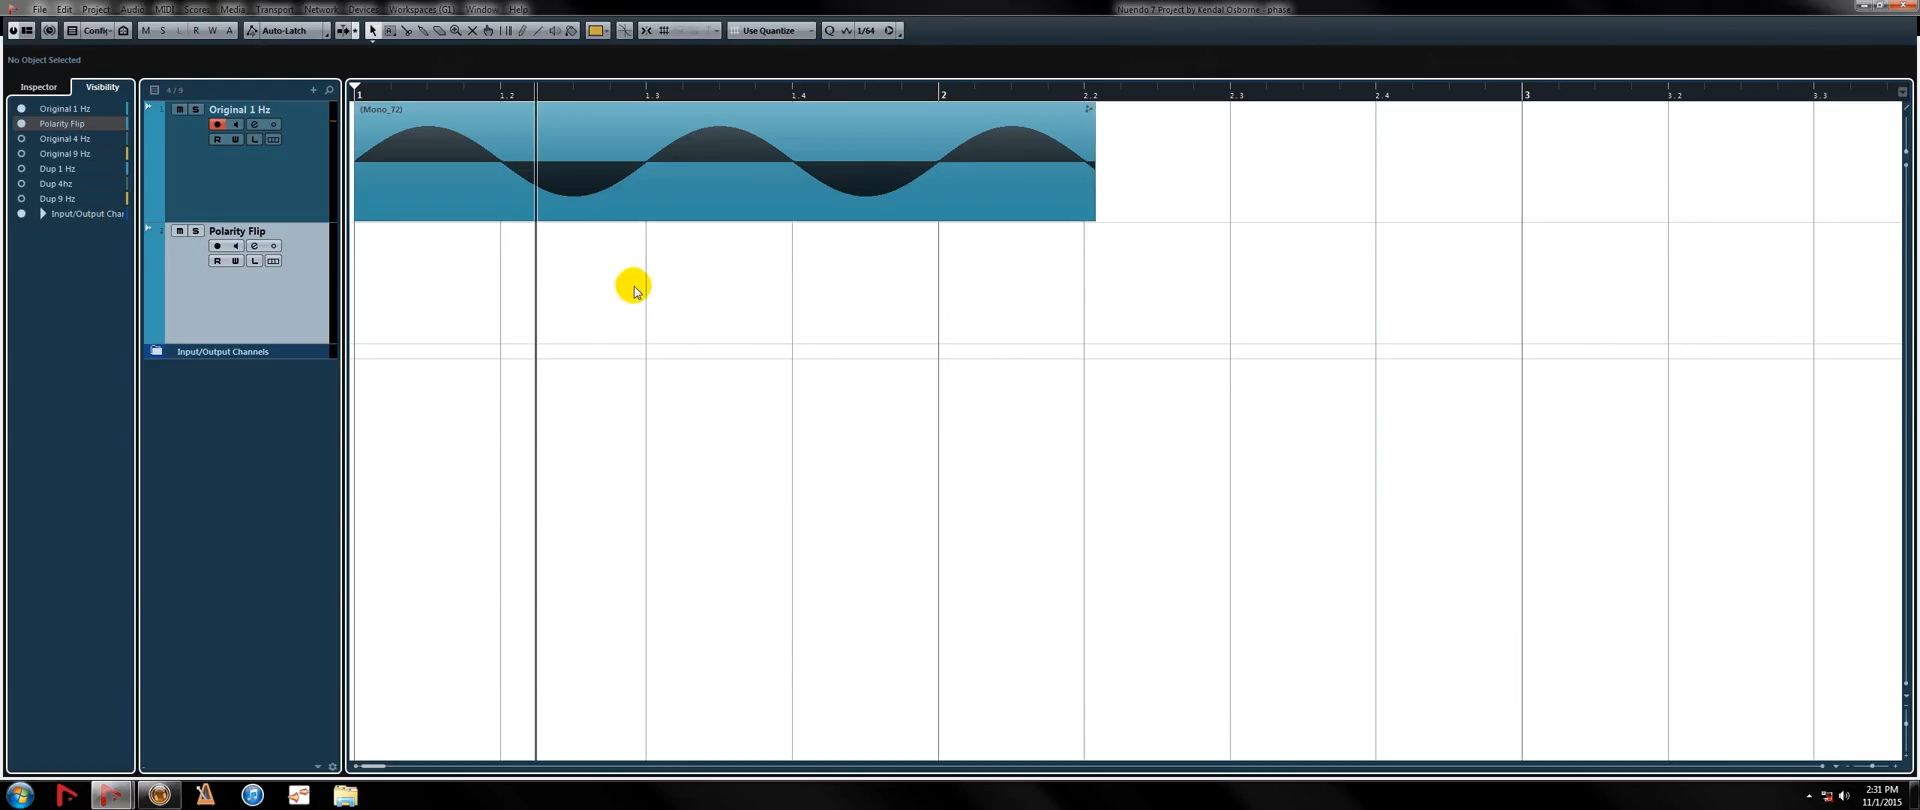 File Edit Project Audio MIDI Scores Media Transport Network Devices Workspaces (G1) Window Help
Nuendo 7 Project by Kendal Osborne - phase
Config M S L R W A Auto-Latch Use Quantize Q 1/64
No Object Selected
Inspector Visibility
4 / 9
1 1.2 1.3 1.4 2 2.2 2.3 2.4 3 3.2 3.3
Original 1 Hz
Polarity Flip
Original 4 Hz
Original 9 Hz
Dup 1 Hz
Dup 4hz
Dup 9 Hz
Input/Output Char
1 m S Original 1 Hz
e
R W L
(Mono_72)
2 m S Polarity Flip
e
R W L
Input/Output Channels
2:31 PM
11/1/2015